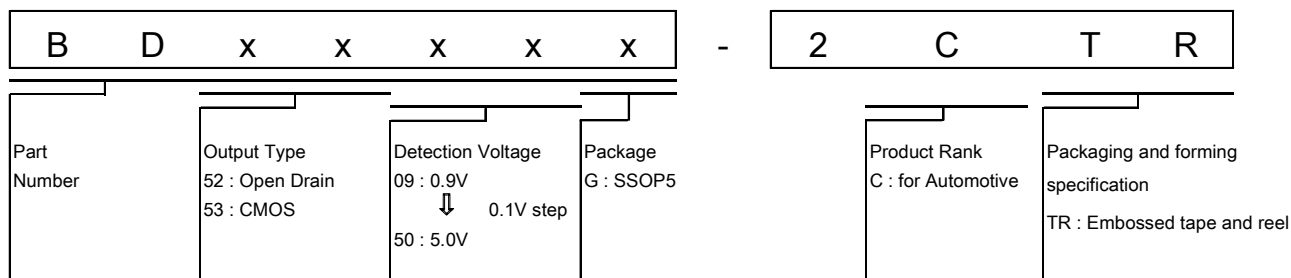 B D x x x x x - 2 C T R
Part Number
Output Type
52 : Open Drain
53 : CMOS
Detection Voltage
09 : 0.9V
⇩ 0.1V step
50 : 5.0V
Package
G : SSOP5
Product Rank
C : for Automotive
Packaging and forming
specification
TR : Embossed tape and reel